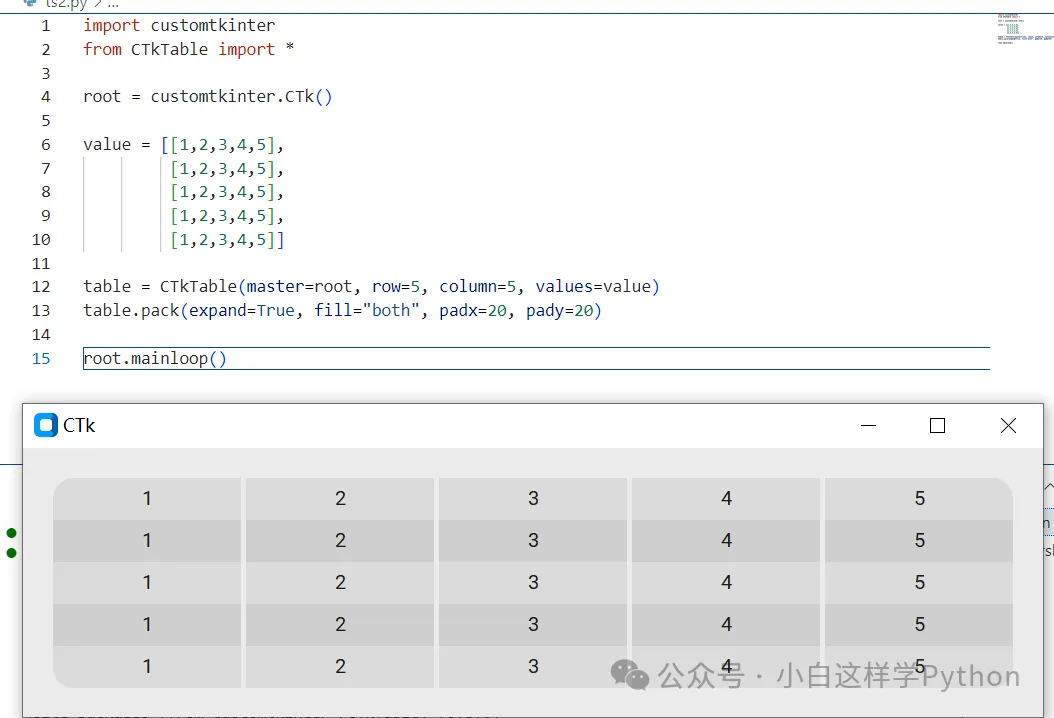 ts2.py > ...
1 import customtkinter
2 from CTkTable import *
3
4 root = customtkinter.CTk()
5
6 value = [[1,2,3,4,5],
7 [1,2,3,4,5],
8 [1,2,3,4,5],
9 [1,2,3,4,5],
10 [1,2,3,4,5]]
11
12 table = CTkTable(master=root, row=5, column=5, values=value)
13 table.pack(expand=True, fill="both", padx=20, pady=20)
14
15 root.mainloop()
CTk
1 2 3 4 5
1 2 3 4 5
1 2 3 4 5
1 2 3 4 5
1 2 3 4 5
公众号 · 小白这样学Python